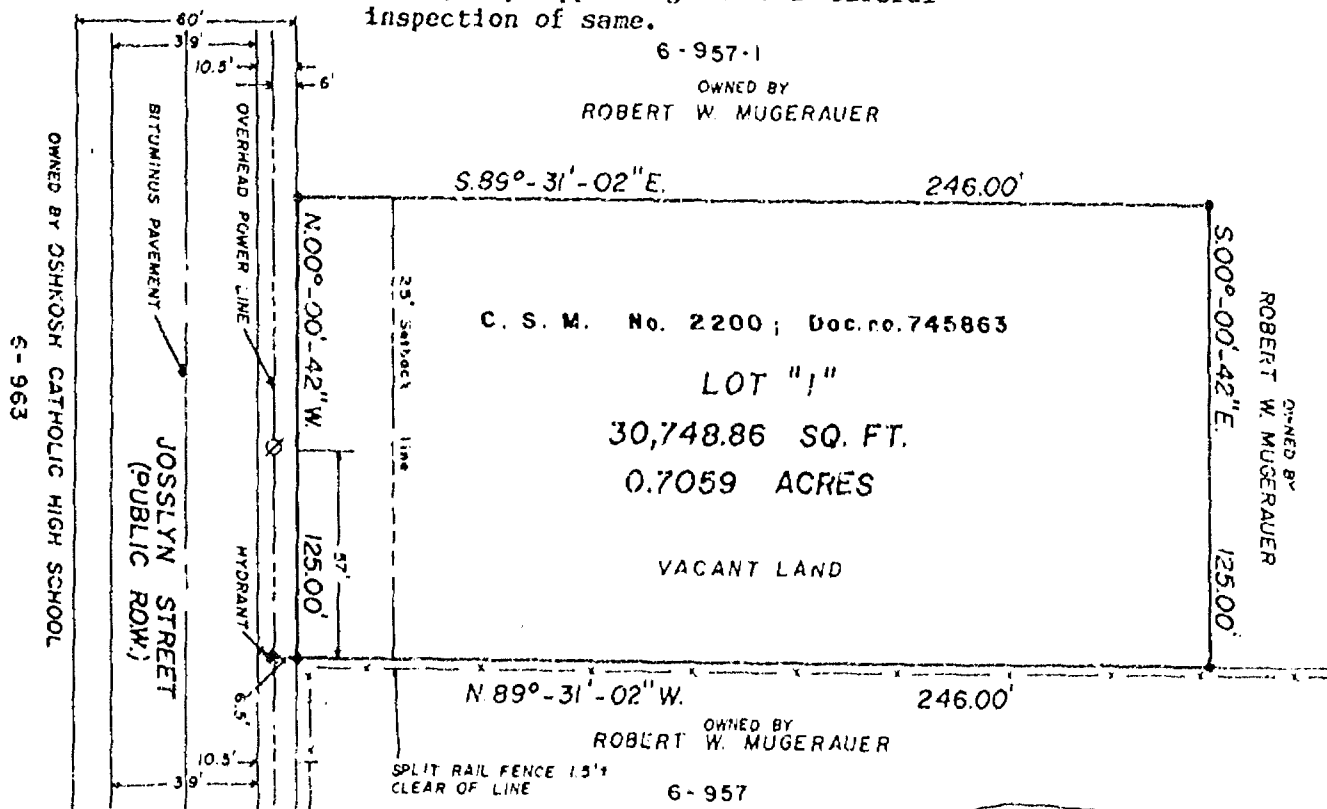 inspection of same.
80'
39'
10.5'
6'
6-957-1
OWNED BY
ROBERT W. MUGERAUER
S.89°-31'-02"E.
246.00'
OWNED BY OSHKOSH CATHOLIC HIGH SCHOOL
6-963
BITUMINUS PAVEMENT
OVERHEAD POWER LINE
JOSSLYN STREET
(PUBLIC R.O.W.)
HYDRANT
N.00°-00'-42"W.
125.00'
57'
25' Setback line
C. S. M. No. 2200; Doc.no.745863
LOT "1"
30,748.86 SQ. FT.
0.7059 ACRES
VACANT LAND
S.00°-00'-42"E.
125.00'
OWNED BY
ROBERT W. MUGERAUER
N.89°-31'-02"W.
246.00'
OWNED BY
ROBERT W. MUGERAUER
6.5'
10.5'
39'
SPLIT RAIL FENCE 1.5'±
CLEAR OF LINE
6-957